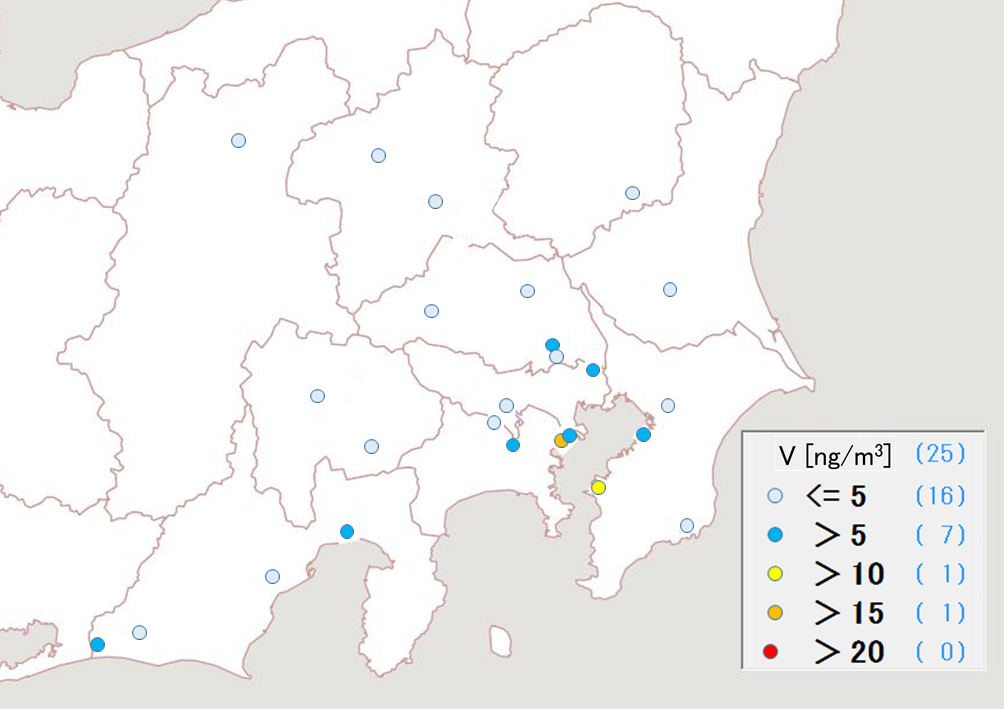 V [ng/m³] (25)
<= 5 (16)
＞ 5 ( 7)
＞ 10 ( 1)
＞ 15 ( 1)
＞ 20 ( 0)